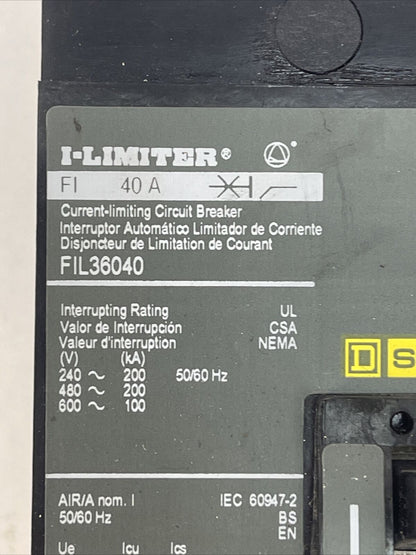 I-LIMITER®
FI 40 A
Current-limiting Circuit Breaker
Interruptor Automático Limitador de Corriente
Disjoncteur de Limitation de Courant
FIL36040
Interrupting Rating UL
Valor de Interrupción CSA
Valeur d'interruption NEMA
(V) (kA)
240 ~ 200 50/60 Hz
480 ~ 200
600 ~ 100
D S
AIR/A nom. I IEC 60947-2
50/60 Hz BS
EN
Ue Icu Ics